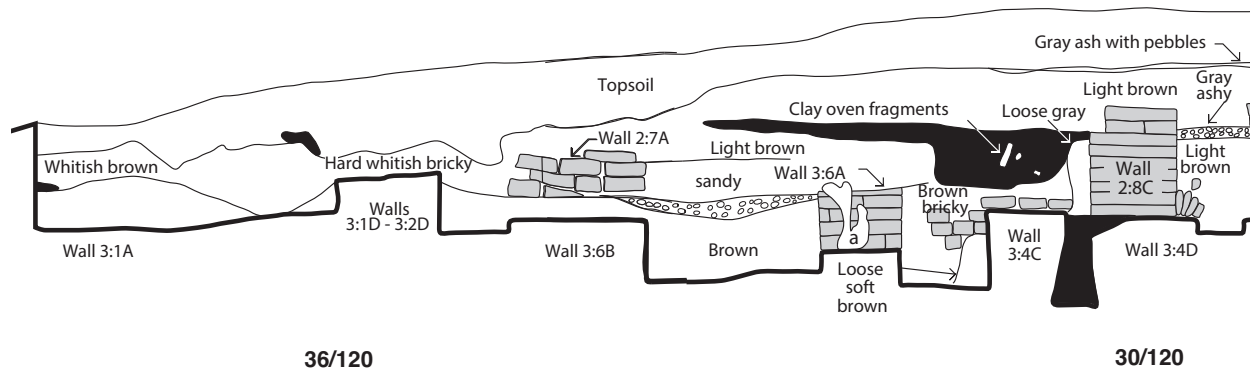 Gray ash with pebbles
Topsoil
Gray
ashy
Light brown
Clay oven fragments
Loose gray
Wall 2:7A
Light brown
Whitish brown
Hard whitish bricky
Wall 3:6A
Light
brown
Wall
2:8C
sandy
Brown
bricky
Walls
3:1D - 3:2D
a
Wall 3:1A
Wall 3:6B
Brown
Wall
3:4C
Wall 3:4D
Loose
soft
brown
36/120
30/120